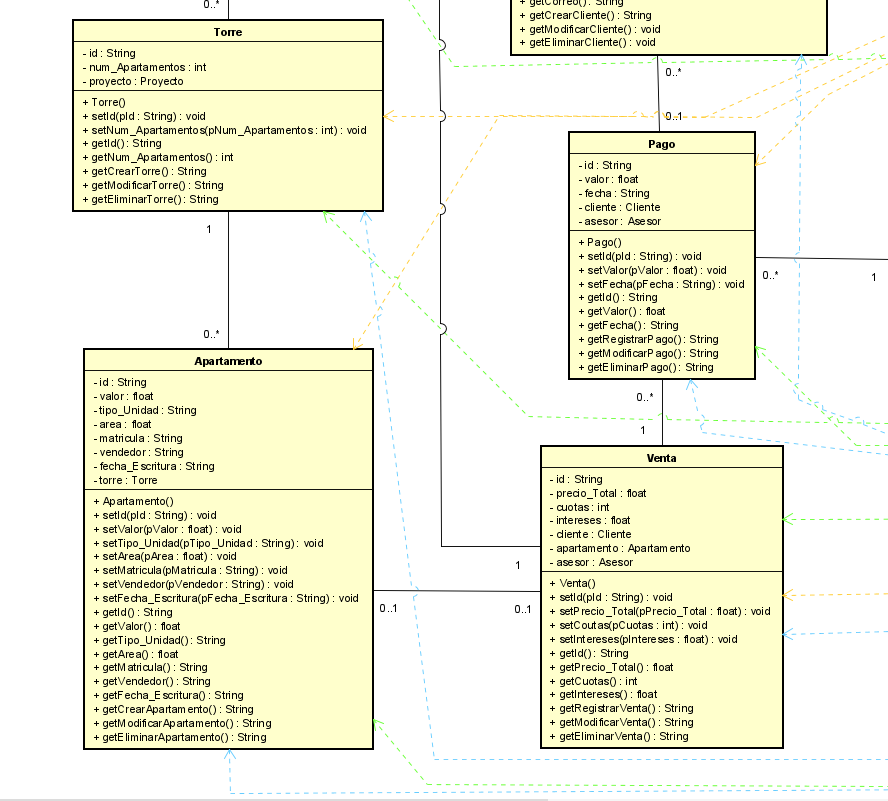 0..*
Torre
- id : String
- num_Apartamentos : int
- proyecto : Proyecto
+ Torre()
+ setId(pId : String) : void
+ setNum_Apartamentos(pNum_Apartamentos : int) : void
+ getId() : String
+ getNum_Apartamentos() : int
+ getCrearTorre() : String
+ getModificarTorre() : String
+ getEliminarTorre() : String
1
0..*
Apartamento
- id : String
- valor : float
- tipo_Unidad : String
- area : float
- matricula : String
- vendedor : String
- fecha_Escritura : String
- torre : Torre
+ Apartamento()
+ setId(pId : String) : void
+ setValor(pValor : float) : void
+ setTipo_Unidad(pTipo_Unidad : String) : void
+ setArea(pArea : float) : void
+ setMatricula(pMatricula : String) : void
+ setVendedor(pVendedor : String) : void
+ setFecha_Escritura(pFecha_Escritura : String) : void
+ getId() : String
+ getValor() : float
+ getTipo_Unidad() : String
+ getArea() : float
+ getMatricula() : String
+ getVendedor() : String
+ getFecha_Escritura() : String
+ getCrearApartamento() : String
+ getModificarApartamento() : String
+ getEliminarApartamento() : String
0..1
0..1
1
+ getCorreo() : String
+ getCrearCliente() : String
+ getModificarCliente() : void
+ getEliminarCliente() : void
0..*
0..1
Pago
- id : String
- valor : float
- fecha : String
- cliente : Cliente
- asesor : Asesor
+ Pago()
+ setId(pId : String) : void
+ setValor(pValor : float) : void
+ setFecha(pFecha : String) : void
+ getId() : String
+ getValor() : float
+ getFecha() : String
+ getRegistrarPago() : String
+ getModificarPago() : String
+ getEliminarPago() : String
0..*
1
0..*
1
Venta
- id : String
- precio_Total : float
- cuotas : int
- intereses : float
- cliente : Cliente
- apartamento : Apartamento
- asesor : Asesor
+ Venta()
+ setId(pId : String) : void
+ setPrecio_Total(pPrecio_Total : float) : void
+ setCoutas(pCuotas : int) : void
+ setIntereses(pIntereses : float) : void
+ getId() : String
+ getPrecio_Total() : float
+ getCuotas() : int
+ getIntereses() : float
+ getRegistrarVenta() : String
+ getModificarVenta() : String
+ getEliminarVenta() : String